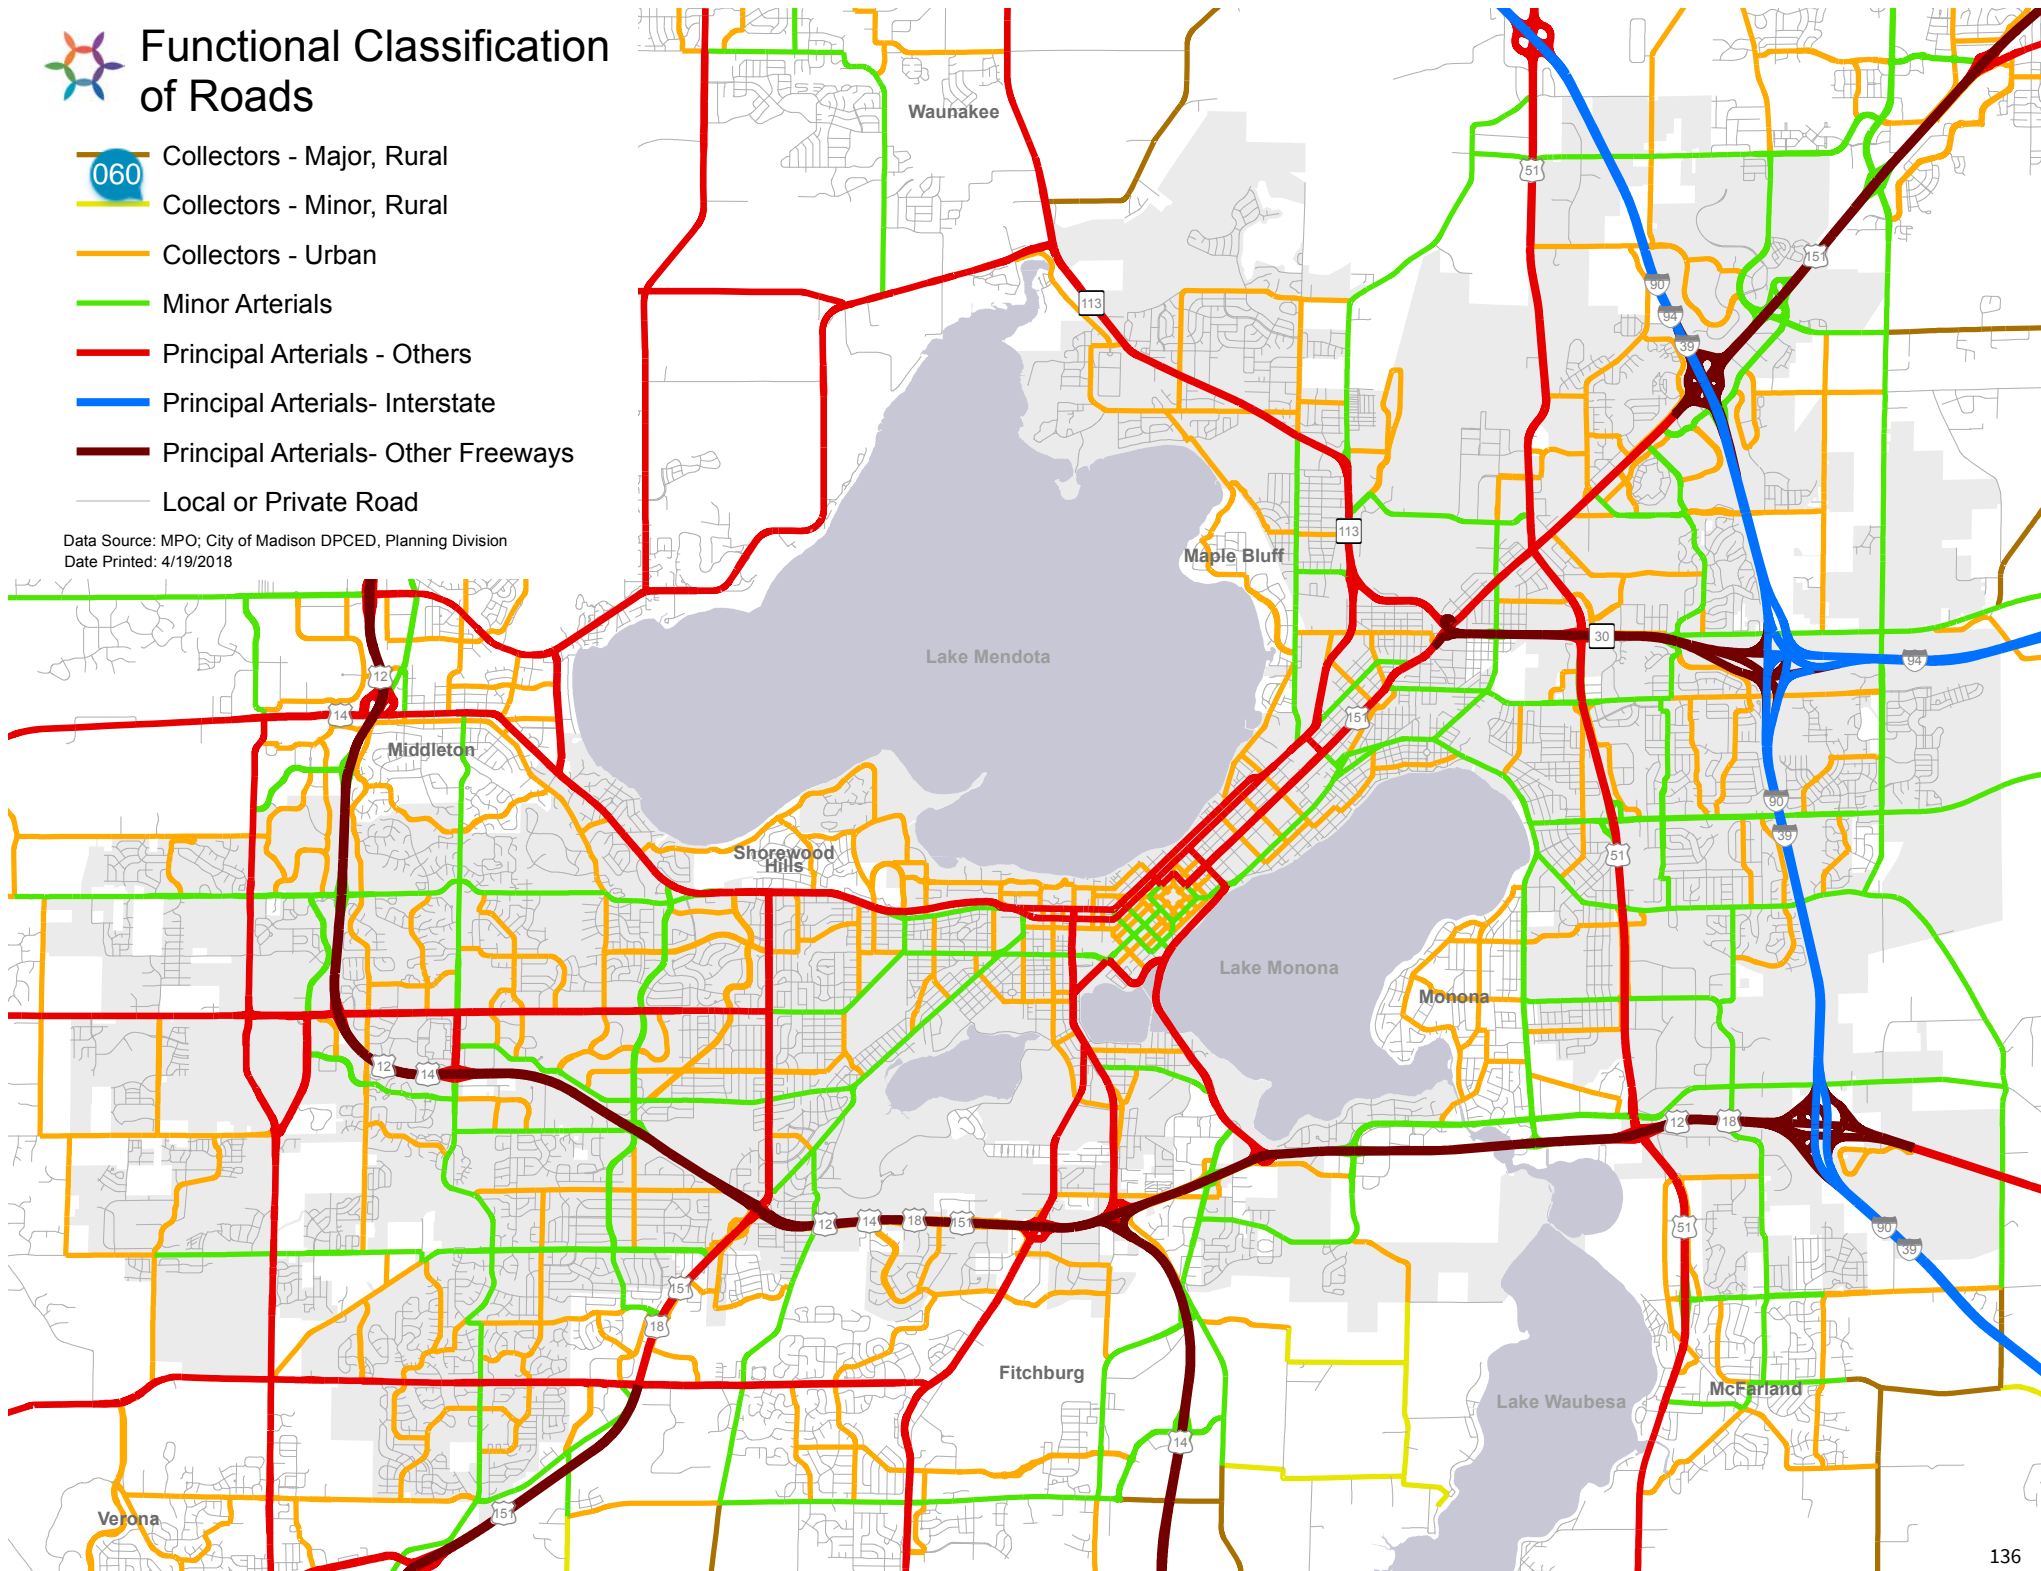 Functional Classification
of Roads
Collectors - Major, Rural
060
Collectors - Minor, Rural
Collectors - Urban
Minor Arterials
Principal Arterials - Others
Principal Arterials- Interstate
Principal Arterials- Other Freeways
Local or Private Road
Data Source: MPO; City of Madison DPCED, Planning Division
Date Printed: 4/19/2018
Waunakee
51
151
90
113
94
39
113
Maple Bluff
30
Lake Mendota
94
12
14
151
Middleton
90
39
Shorewood
Hills
51
Lake Monona
Monona
12
14
12
18
12
14
18
151
51
90
39
151
18
Fitchburg
McFarland
Lake Waubesa
14
151
Verona
136